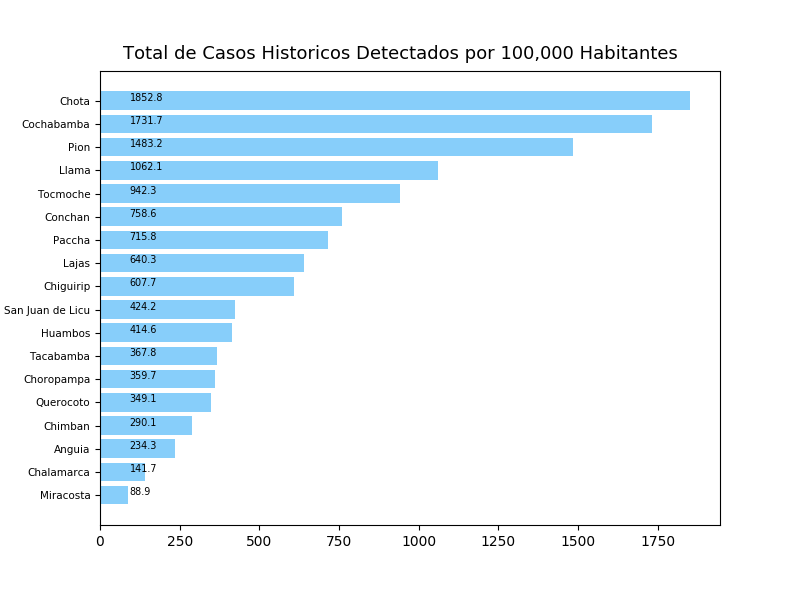 Total de Casos Historicos Detectados por 100,000 Habitantes
Chota 1852.8
Cochabamba 1731.7
Pion 1483.2
Llama 1062.1
Tocmoche 942.3
Conchan 758.6
Paccha 715.8
Lajas 640.3
Chiguirip 607.7
San Juan de Licu 424.2
Huambos 414.6
Tacabamba 367.8
Choropampa 359.7
Querocoto 349.1
Chimban 290.1
Anguia 234.3
Chalamarca 141.7
Miracosta 88.9
0 250 500 750 1000 1250 1500 1750